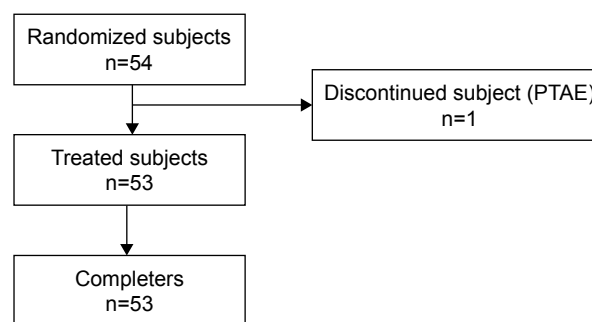 Randomized subjects
n=54
Discontinued subject (PTAE)
n=1
Treated subjects
n=53
Completers
n=53